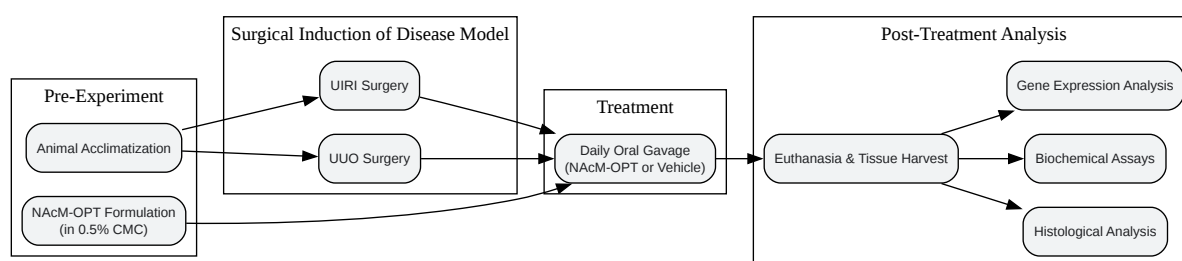 Pre-Experiment
Animal Acclimatization
NAcM-OPT Formulation
(in 0.5% CMC)
Surgical Induction of Disease Model
UIRI Surgery
UUO Surgery
Treatment
Daily Oral Gavage
(NAcM-OPT or Vehicle)
Post-Treatment Analysis
Euthanasia & Tissue Harvest
Gene Expression Analysis
Biochemical Assays
Histological Analysis